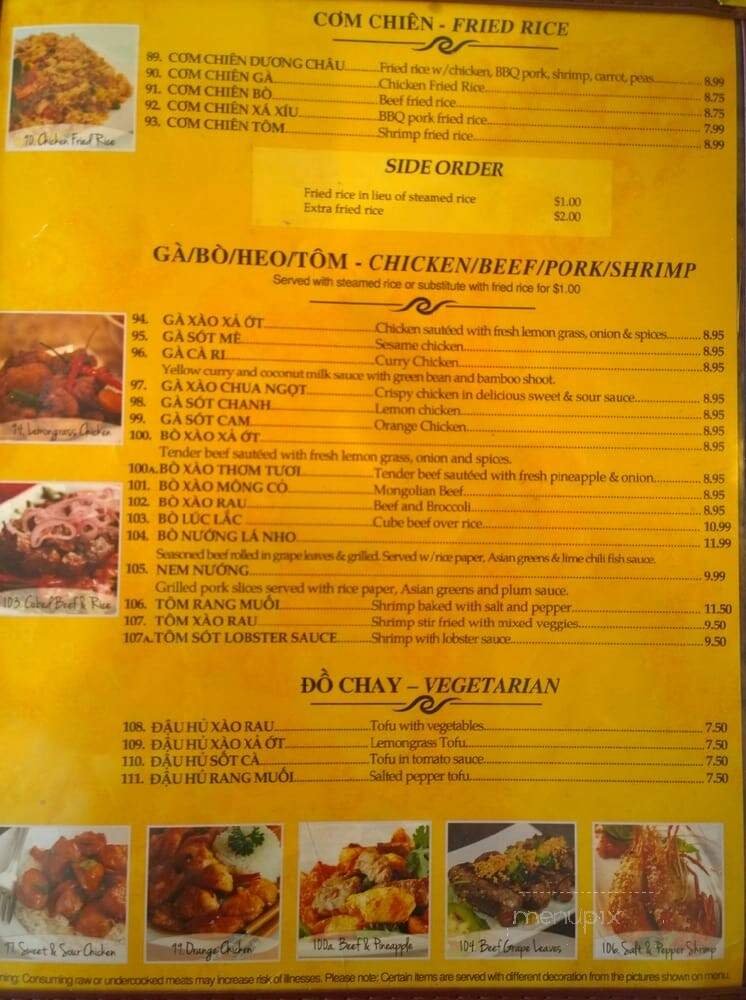 CƠM CHIÊN - FRIED RICE
89. CƠM CHIÊN DƯƠNG CHÂU Fried rice w/chicken, BBQ pork, shrimp, carrot, peas 8.99
90. CƠM CHIÊN GÀ Chicken Fried Rice 8.75
91. CƠM CHIÊN BÒ Beef fried rice 8.75
92. CƠM CHIÊN XÁ XÍU BBQ pork fried rice 7.99
93. CƠM CHIÊN TÔM Shrimp fried rice 8.99
90. Chicken Fried Rice
SIDE ORDER
Fried rice in lieu of steamed rice $1.00
Extra fried rice $2.00
GÀ/BÒ/HEO/TÔM - CHICKEN/BEEF/PORK/SHRIMP
Served with steamed rice or substitute with fried rice for $1.00
94. GÀ XÀO XẢ ỚT Chicken sautéed with fresh lemon grass, onion & spices 8.95
95. GÀ SÓT MÈ Sesame chicken 8.95
96. GÀ CÀ RI Curry Chicken 8.95
Yellow curry and coconut milk sauce with green bean and bamboo shoot.
97. GÀ XÀO CHUA NGỌT Crispy chicken in delicious sweet & sour sauce 8.95
98. GÀ SÓT CHANH Lemon chicken 8.95
99. GÀ SÓT CAM Orange Chicken 8.95
100. BÒ XÀO XẢ ỚT 8.95
Tender beef sautéed with fresh lemon grass, onion and spices.
94. Lemongrass Chicken
100A. BÒ XÀO THƠM TƯƠI Tender beef sautéed with fresh pineapple & onion 8.95
101. BÒ XÀO MÔNG CỎ Mongolian Beef 8.95
102. BÒ XÀO RAU Beef and Broccoli 8.95
103. BÒ LÚC LẮC Cube beef over rice 10.99
104. BÒ NƯỚNG LÁ NHO 11.99
Seasoned beef rolled in grape leaves & grilled. Served w/rice paper, Asian greens & lime chili fish sauce.
105. NEM NƯỚNG 9.99
Grilled pork slices served with rice paper, Asian greens and plum sauce.
103. Cubed Beef & Rice
106. TÔM RANG MUỐI Shrimp baked with salt and pepper 11.50
107. TÔM XÀO RAU Shrimp stir fried with mixed veggies 9.50
107A. TÔM SÓT LOBSTER SAUCE Shrimp with lobster sauce 9.50
ĐỒ CHAY – VEGETARIAN
108. ĐẬU HỦ XÀO RAU Tofu with vegetables 7.50
109. ĐẬU HỦ XÀO XẢ ỚT Lemongrass Tofu 7.50
110. ĐẬU HỦ SỐT CÀ Tofu in tomato sauce 7.50
111. ĐẬU HỦ RANG MUỐI Salted pepper tofu 7.50
97. Sweet & Sour Chicken
99. Orange Chicken
100a. Beef & Pineapple
104. Beef Grape Leaves
106. Salt & Pepper Shrimp
menupix
ning: Consuming raw or undercooked meats may increase risk of illnesses. Please note: Certain items are served with different decoration from the pictures shown on menu.